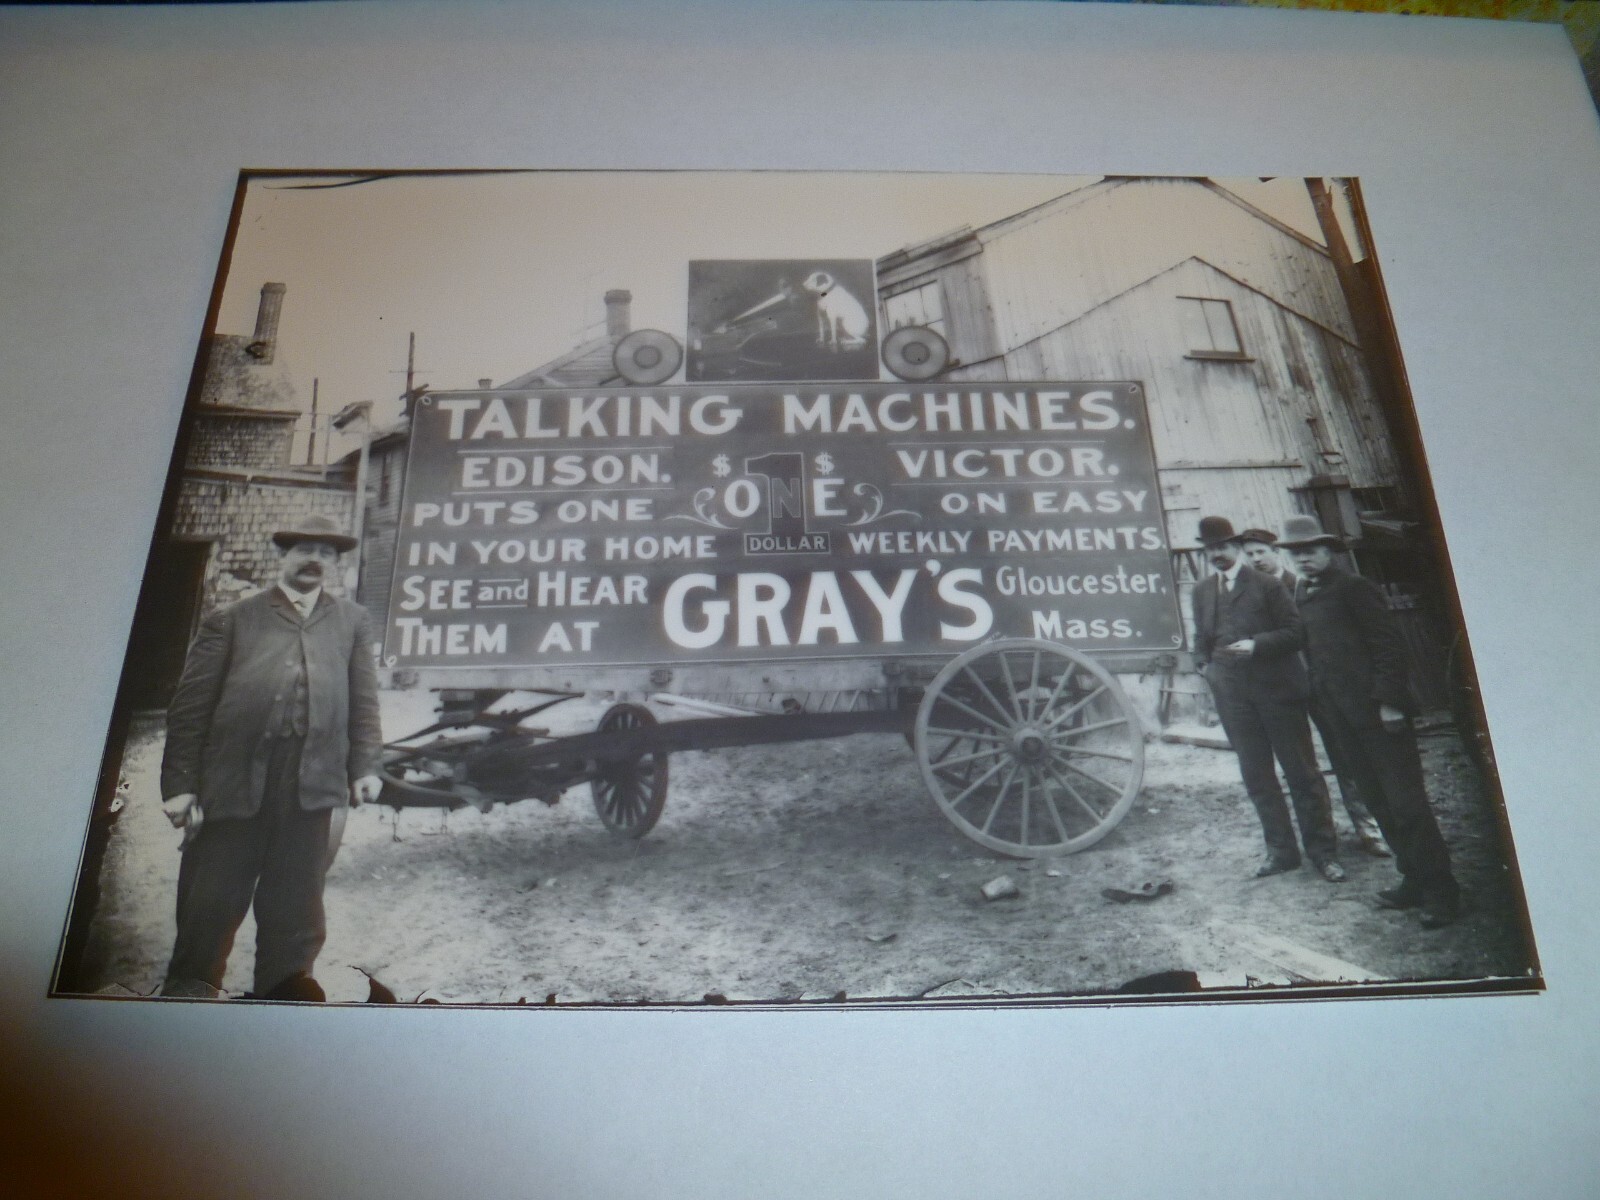 TALKING MACHINES.
EDISON. $ 1 $ VICTOR.
PUTS ONE ONE ON EASY
IN YOUR HOME DOLLAR WEEKLY PAYMENTS.
SEE and HEAR GRAY'S Gloucester,
THEM AT Mass.